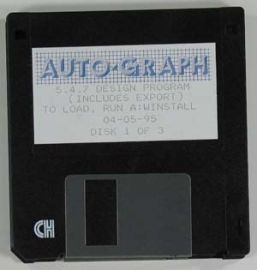 AUTO-GRAPH
5.4.7 DESIGN PROGRAM
(INCLUDES EXPORT)
TO LOAD, RUN A:WINSTALL
04-05-95
DISK 1 OF 3
CH